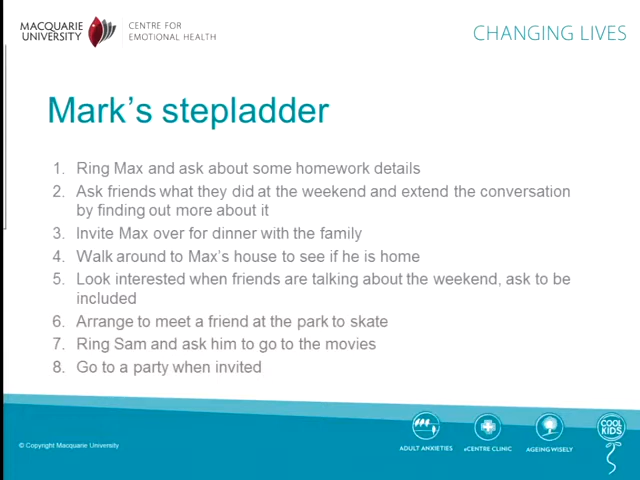 MACQUARIE
UNIVERSITY
CENTRE FOR
EMOTIONAL HEALTH
CHANGING LIVES
Mark's stepladder
1. Ring Max and ask about some homework details
2. Ask friends what they did at the weekend and extend the conversation
by finding out more about it
3. Invite Max over for dinner with the family
4. Walk around to Max's house to see if he is home
5. Look interested when friends are talking about the weekend, ask to be
included
6. Arrange to meet a friend at the park to skate
7. Ring Sam and ask him to go to the movies
8. Go to a party when invited
© Copyright Macquarie University
ADULT ANXIETIES
eCENTRE CLINIC
AGEING WISELY
COOL
KIDS